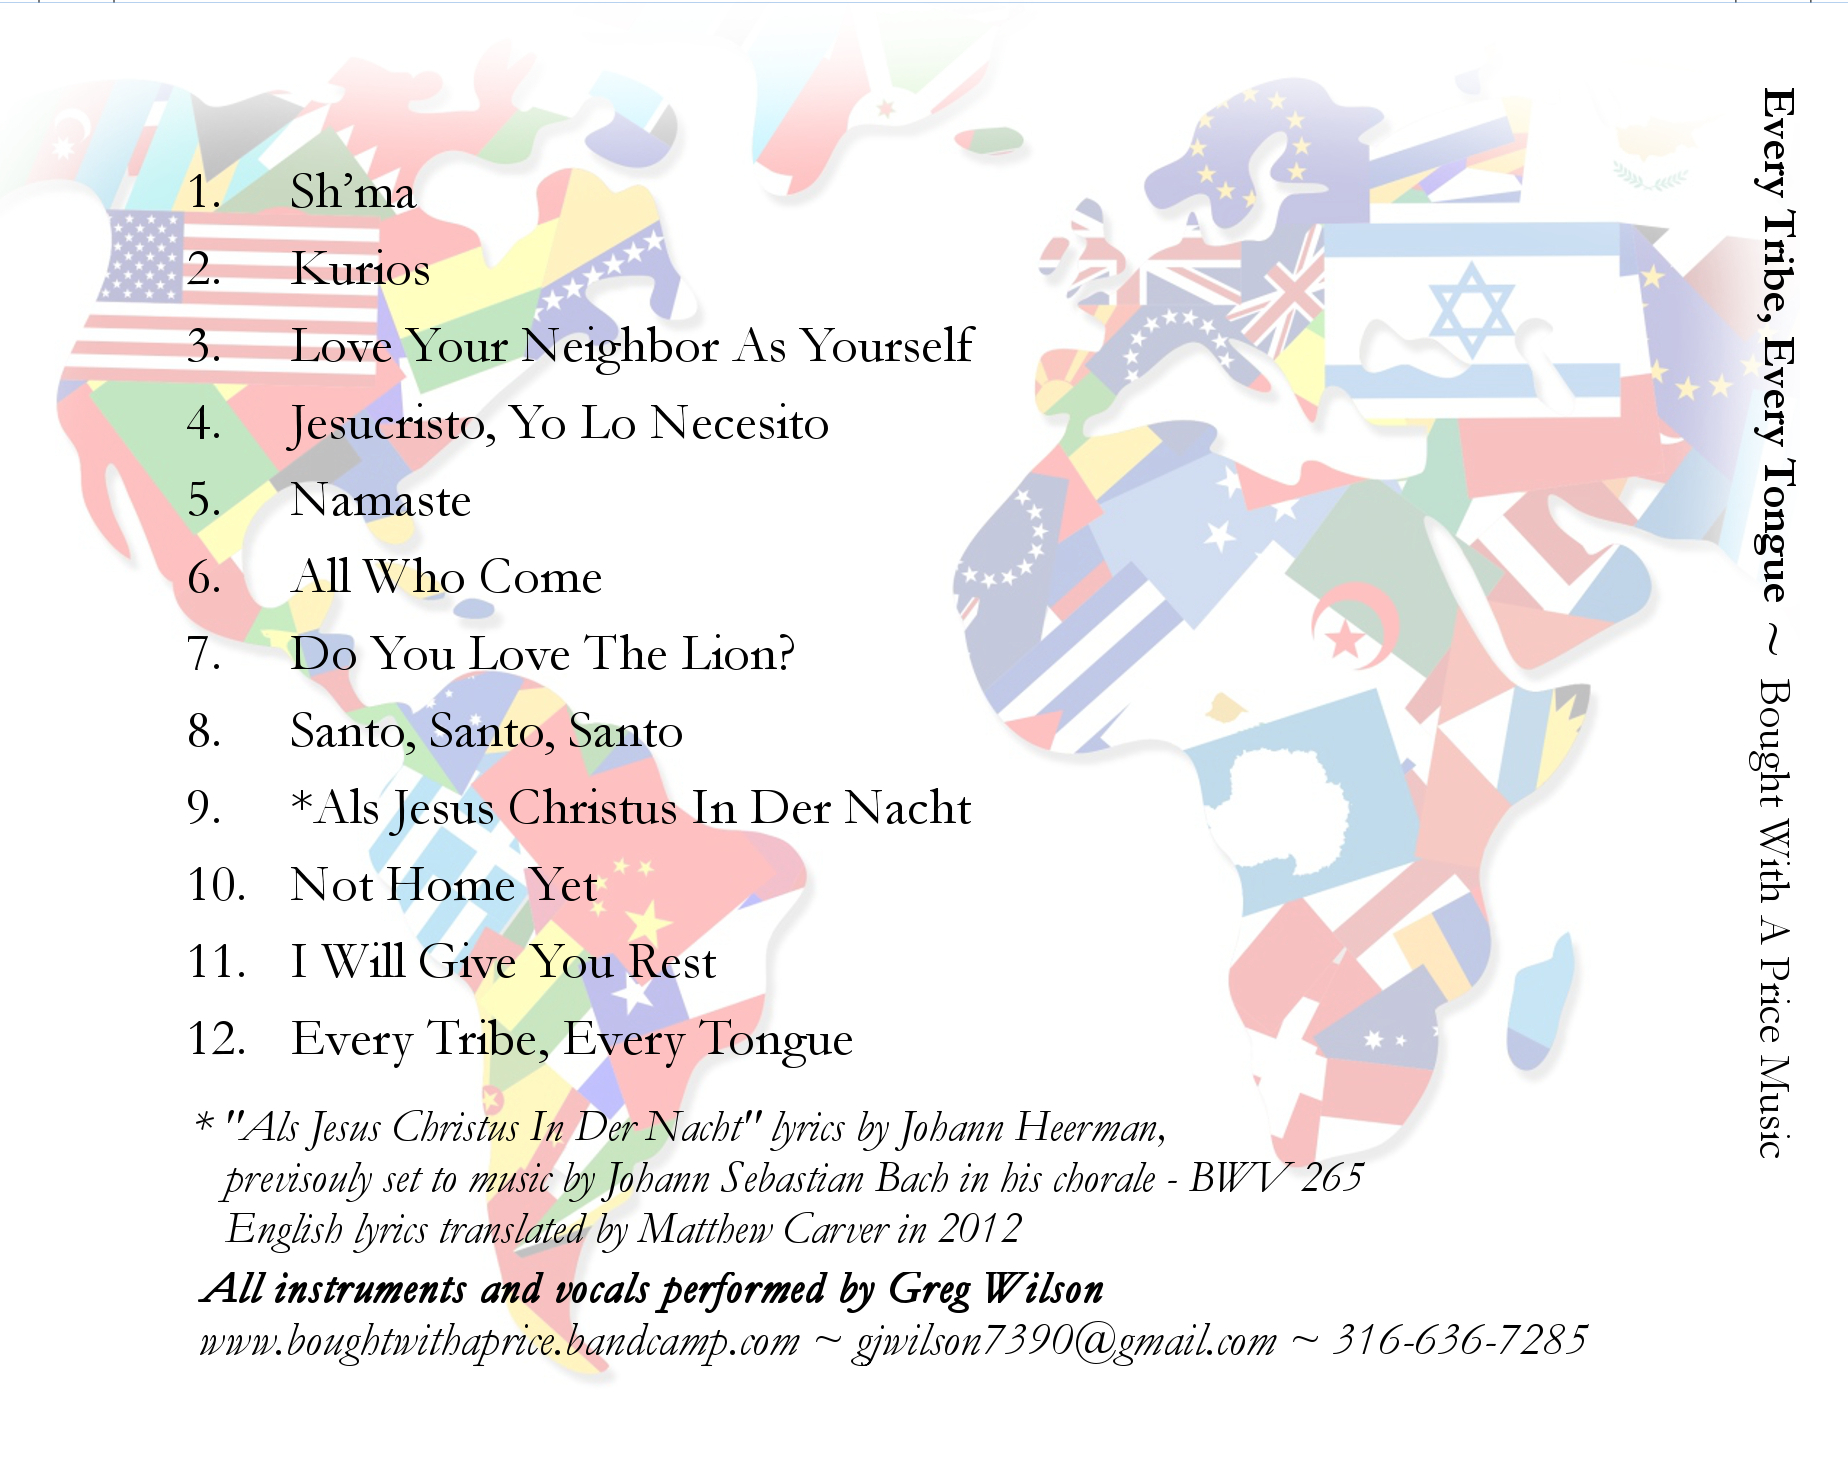 1. Sh’ma
2. Kurios
3. Love Your Neighbor As Yourself
4. Jesucristo, Yo Lo Necesito
5. Namaste
6. All Who Come
7. Do You Love The Lion?
8. Santo, Santo, Santo
9. *Als Jesus Christus In Der Nacht
10. Not Home Yet
11. I Will Give You Rest
12. Every Tribe, Every Tongue
* "Als Jesus Christus In Der Nacht" lyrics by Johann Heerman,
previsouly set to music by Johann Sebastian Bach in his chorale - BWV 265
English lyrics translated by Matthew Carver in 2012
All instruments and vocals performed by Greg Wilson
www.boughtwithaprice.bandcamp.com ~ gjwilson7390@gmail.com ~ 316-636-7285
Every Tribe, Every Tongue ~ Bought With A Price Music